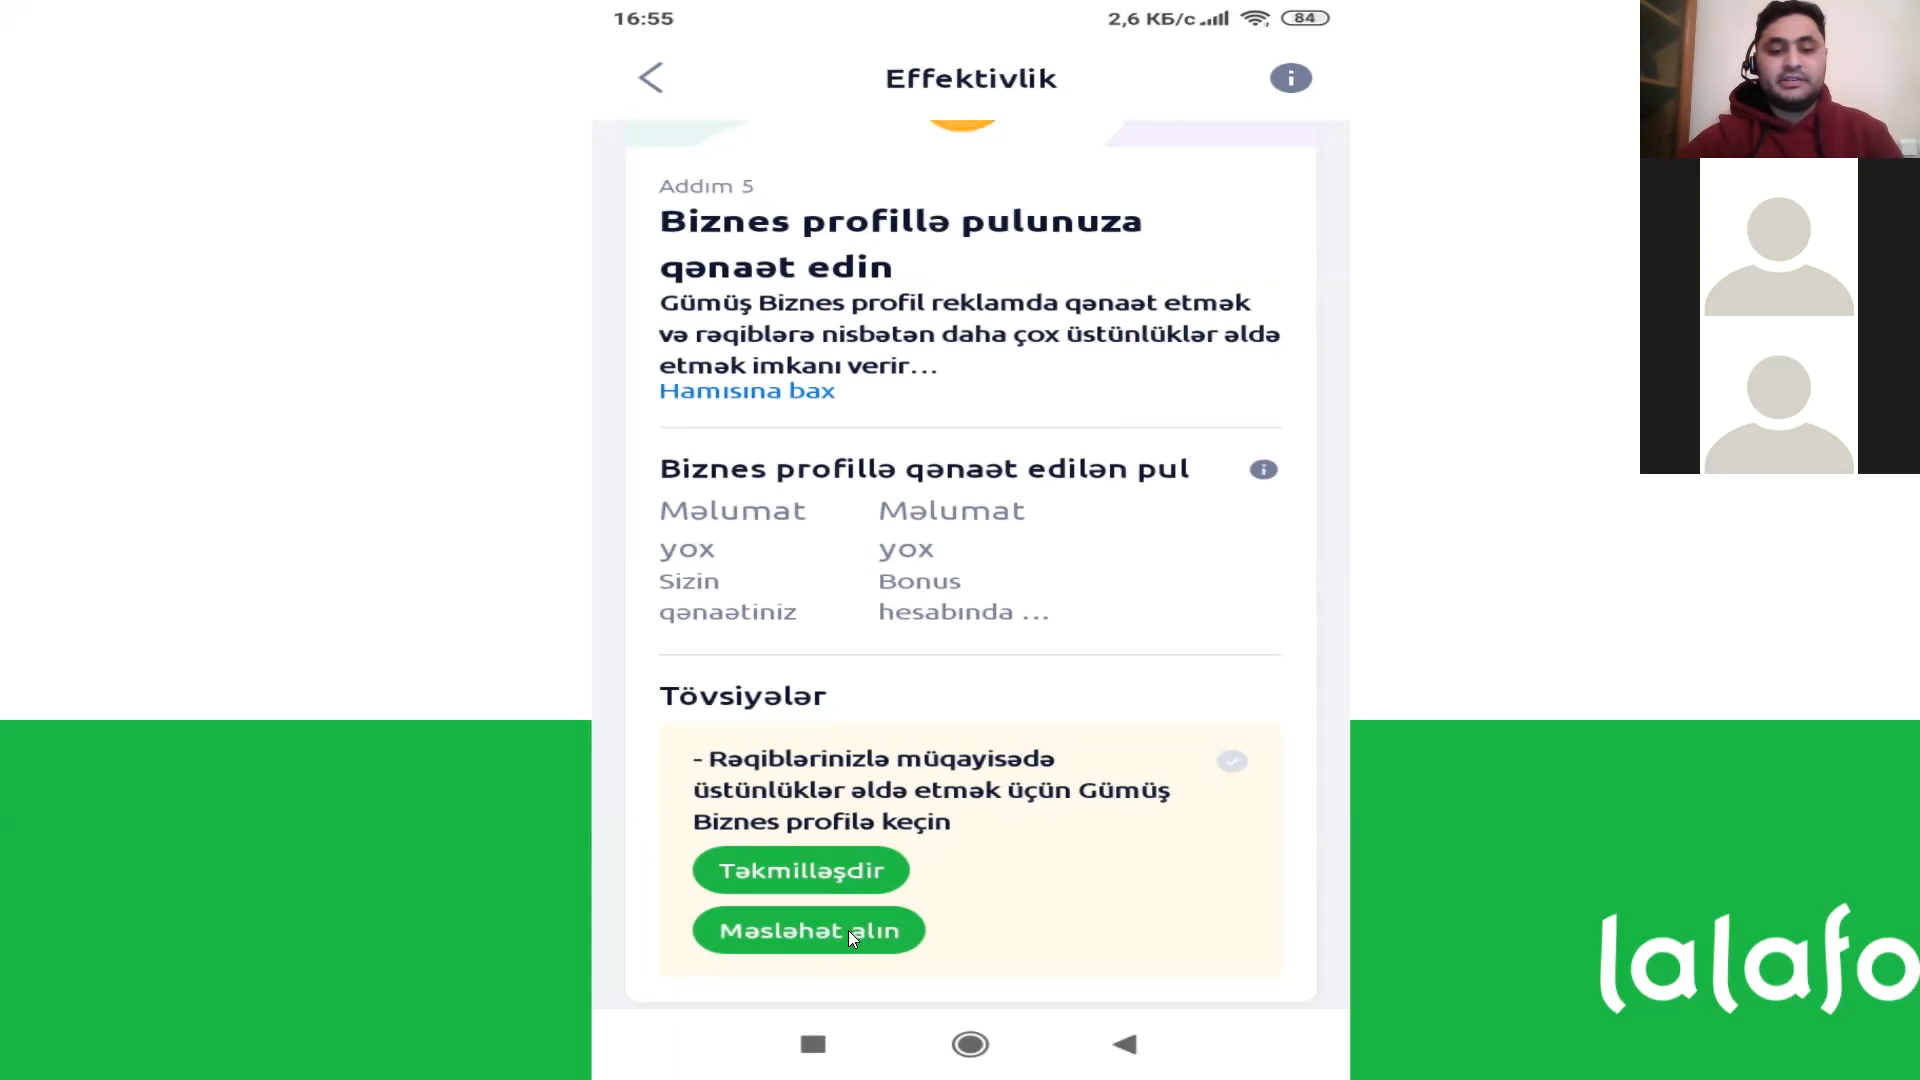 16:55
2,6 КБ/с
84
Effektivlik
Addım 5
Biznes profillə pulunuza
qənaət edin
Gümüş Biznes profil reklamda qənaət etmək
və rəqiblərə nisbətən daha çox üstünlüklər əldə
etmək imkanı verir...
Hamısına bax
Biznes profillə qənaət edilən pul
Məlumat
yox
Sizin
qənaətiniz
Məlumat
yox
Bonus
hesabında ...
Tövsiyələr
- Rəqiblərinizlə müqayisədə
üstünlüklər əldə etmək üçün Gümüş
Biznes profilə keçin
Təkmilləşdir
Məsləhət alın
lalafo